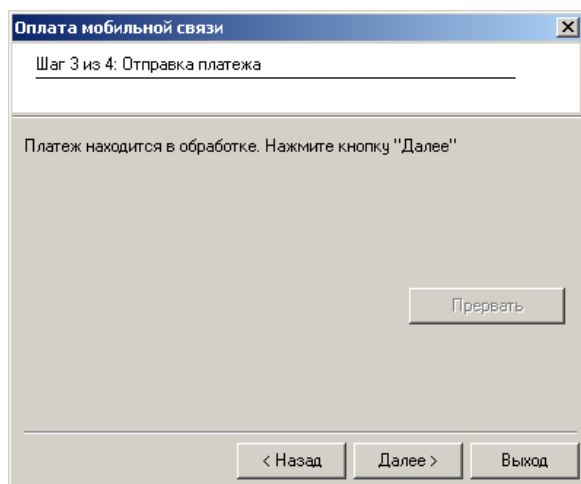 Оплата мобильной связи
Шаг 3 из 4: Отправка платежа
Платеж находится в обработке. Нажмите кнопку "Далее"
Прервать
< Назад
Далее >
Выход